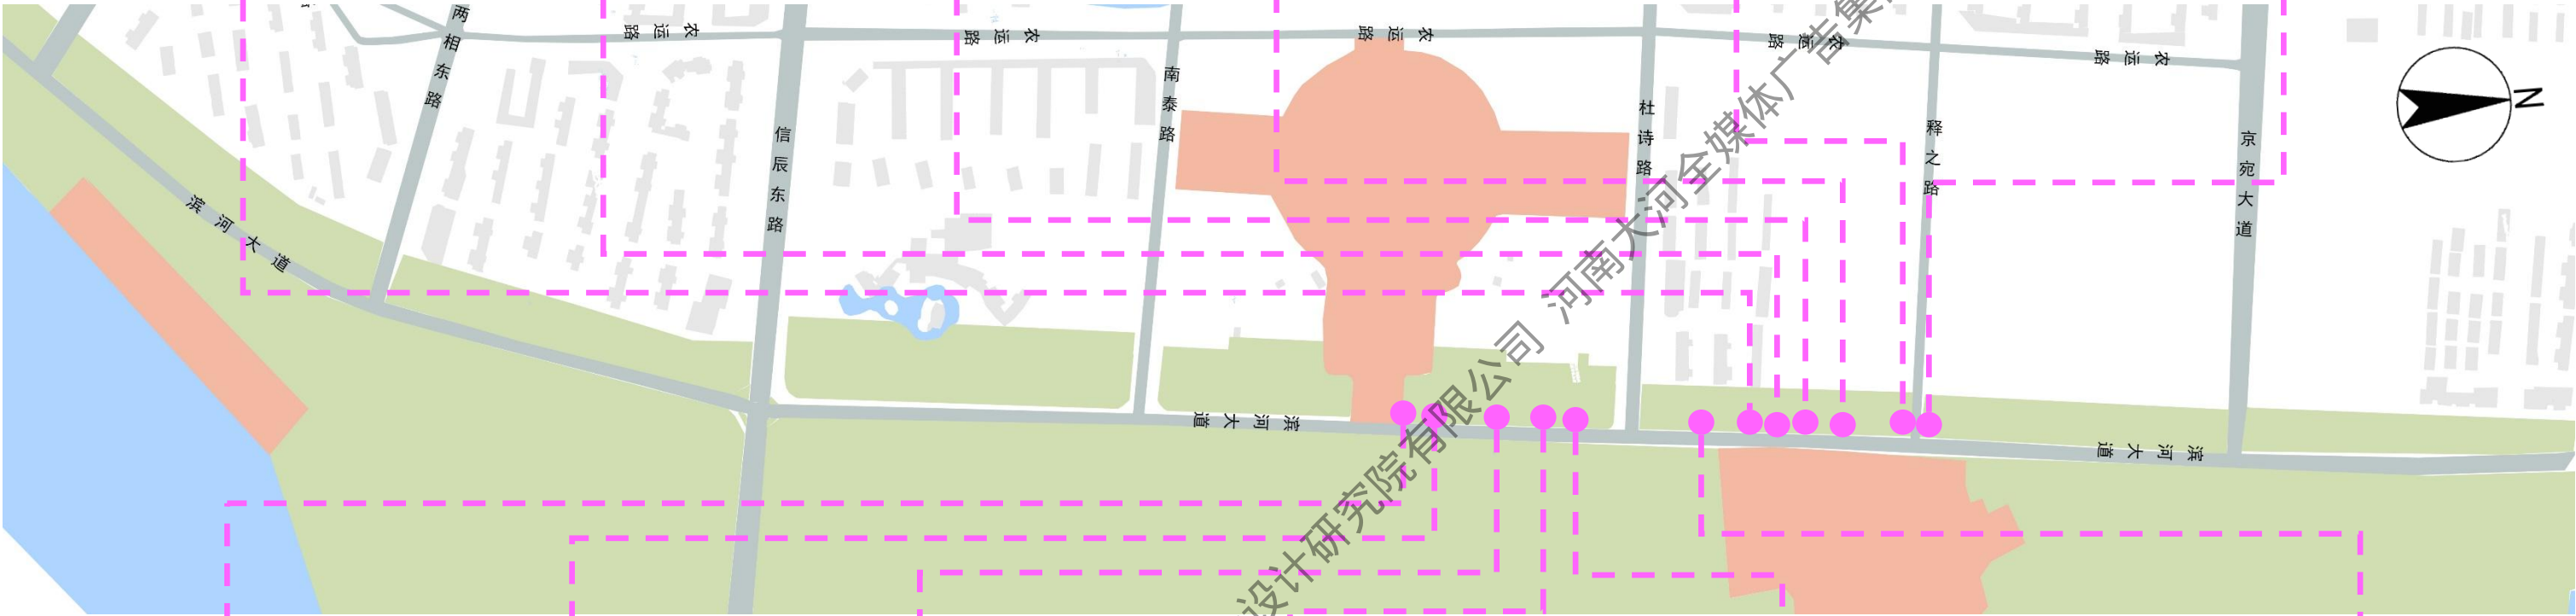 两相东路
农运路
农运路
农运路
农运路
农运路
南泰路
杜诗路
信辰东路
释之路
京宛大道
N
滨河大道
滨河大道
滨河大道
设计研究院有限公司 河南大河全媒体广告集